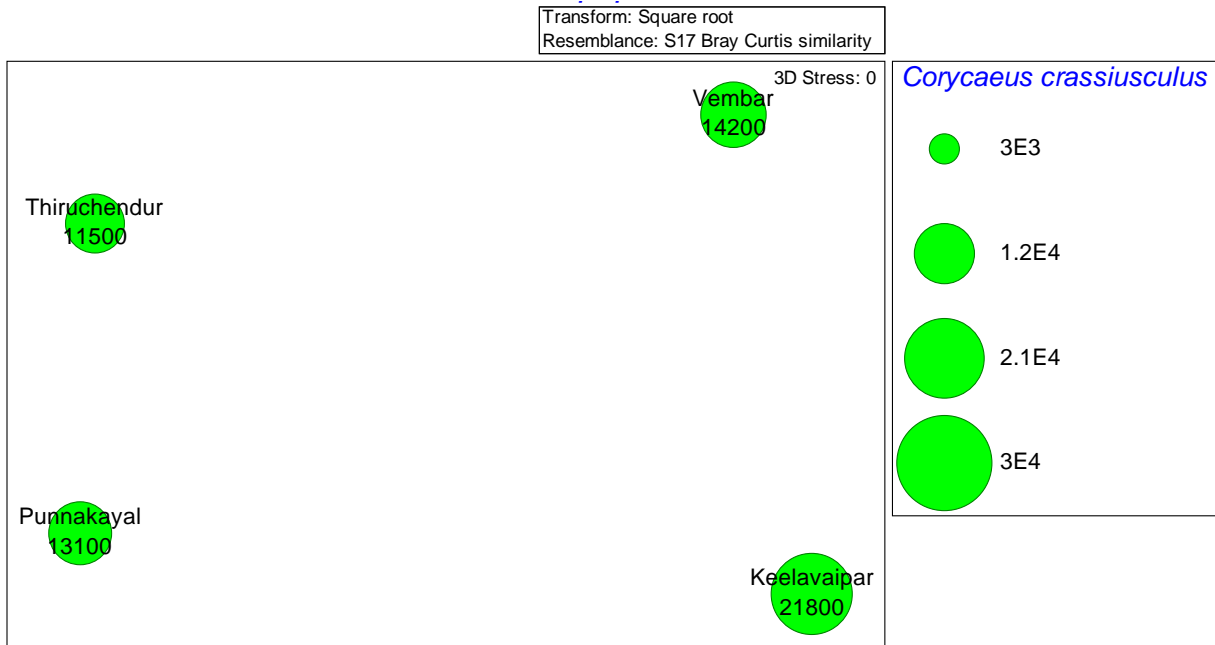 Transform: Square root
Resemblance: S17 Bray Curtis similarity
3D Stress: 0
Vembar
14200
Thiruchendur
11500
Punnakayal
13100
Keelavaipar
21800
Corycaeus crassiusculus
3E3
1.2E4
2.1E4
3E4